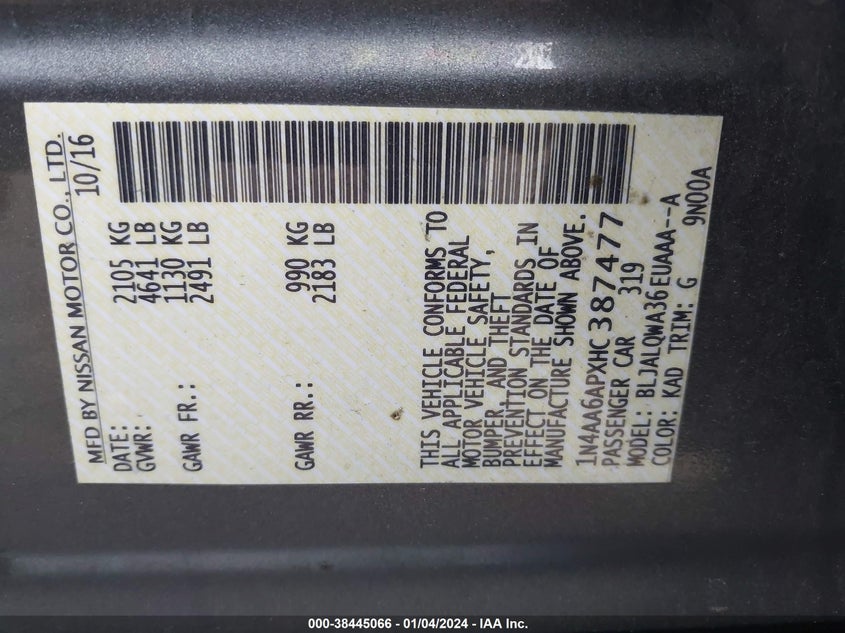 MFD BY NISSAN MOTOR CO., LTD.
DATE: 10/16
GVWR: 2105 KG
4641 LB
GAWR FR.: 1130 KG
2491 LB
GAWR RR.: 990 KG
2183 LB
THIS VEHICLE CONFORMS TO
ALL APPLICABLE FEDERAL
MOTOR VEHICLE SAFETY,
BUMPER, AND THEFT
PREVENTION STANDARDS IN
EFFECT ON THE DATE OF
MANUFACTURE SHOWN ABOVE.
1N4AA6APXHC387477
PASSENGER CAR 319
MODEL: BLJALQWA36EUAAA--A
COLOR: KAD TRIM: G 9N00A
000-38445066 - 01/04/2024 - IAA Inc.